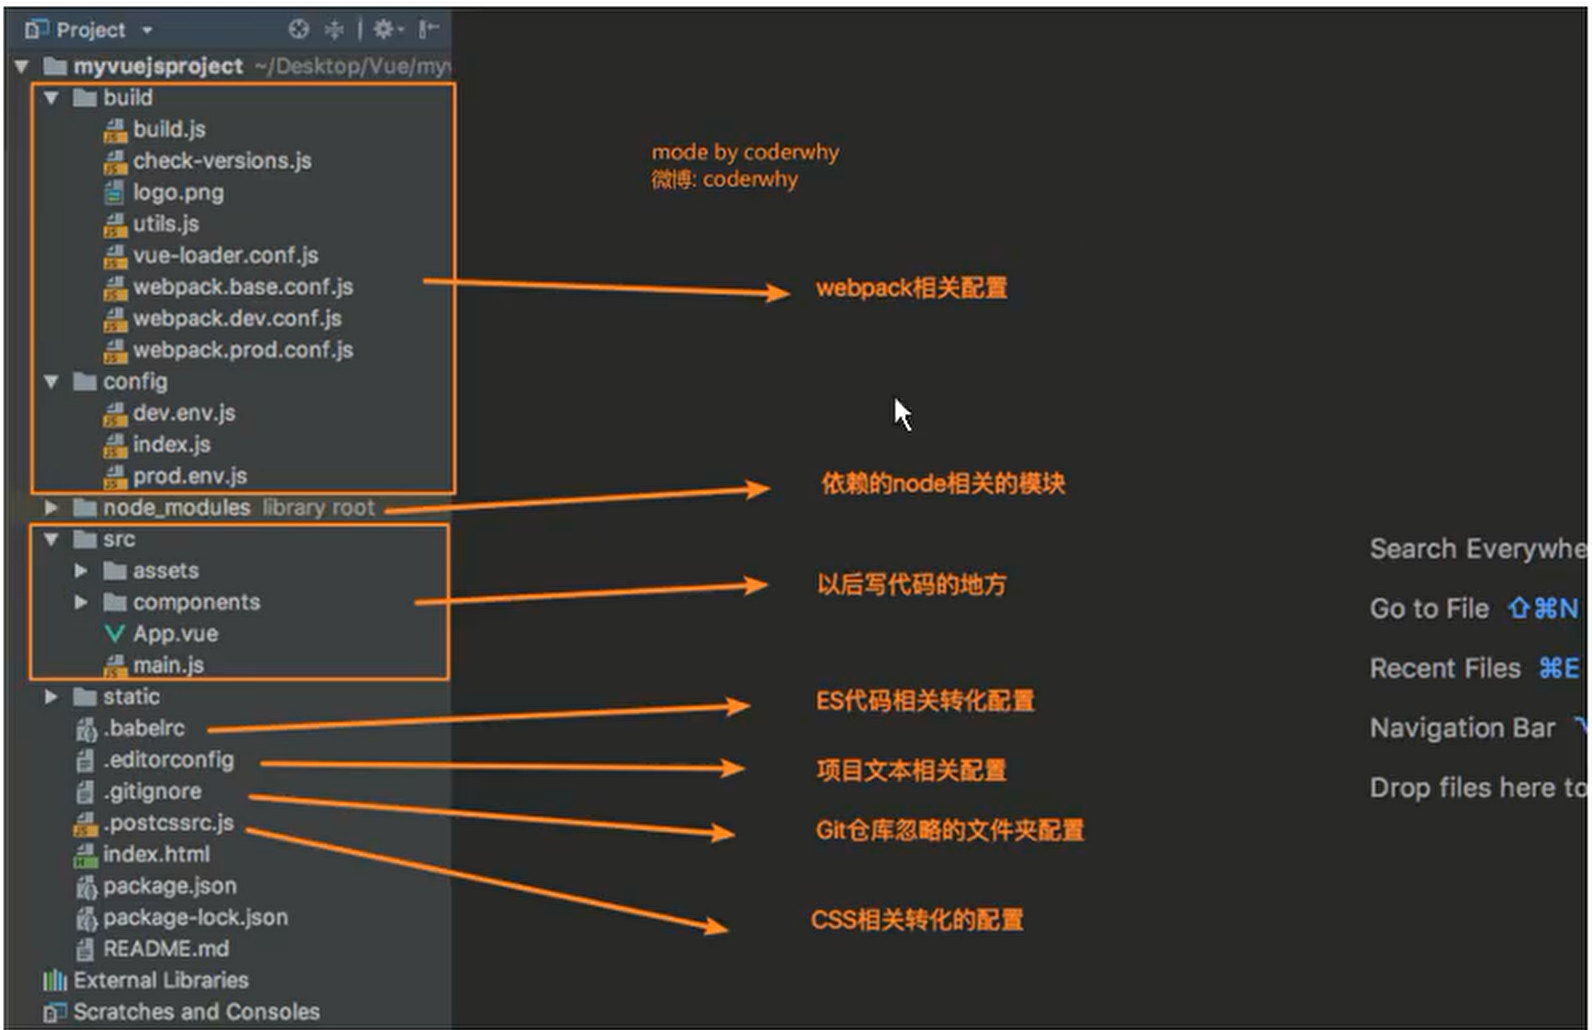 Project
myvuejsproject ~/Desktop/Vue/myv
build
build.js
check-versions.js
mode by coderwhy
微博: coderwhy
logo.png
utils.js
vue-loader.conf.js
webpack.base.conf.js
webpack相关配置
webpack.dev.conf.js
webpack.prod.conf.js
config
dev.env.js
index.js
prod.env.js
依赖的node相关的模块
node_modules library root
src
Search Everywhe
assets
以后写代码的地方
components
Go to File ⇧⌘N
App.vue
main.js
Recent Files ⌘E
static
ES代码相关转化配置
.babelrc
Navigation Bar
.editorconfig
项目文本相关配置
.gitignore
Drop files here to
.postcssrc.js
Git仓库忽略的文件夹配置
index.html
package.json
package-lock.json
CSS相关转化的配置
README.md
External Libraries
Scratches and Consoles